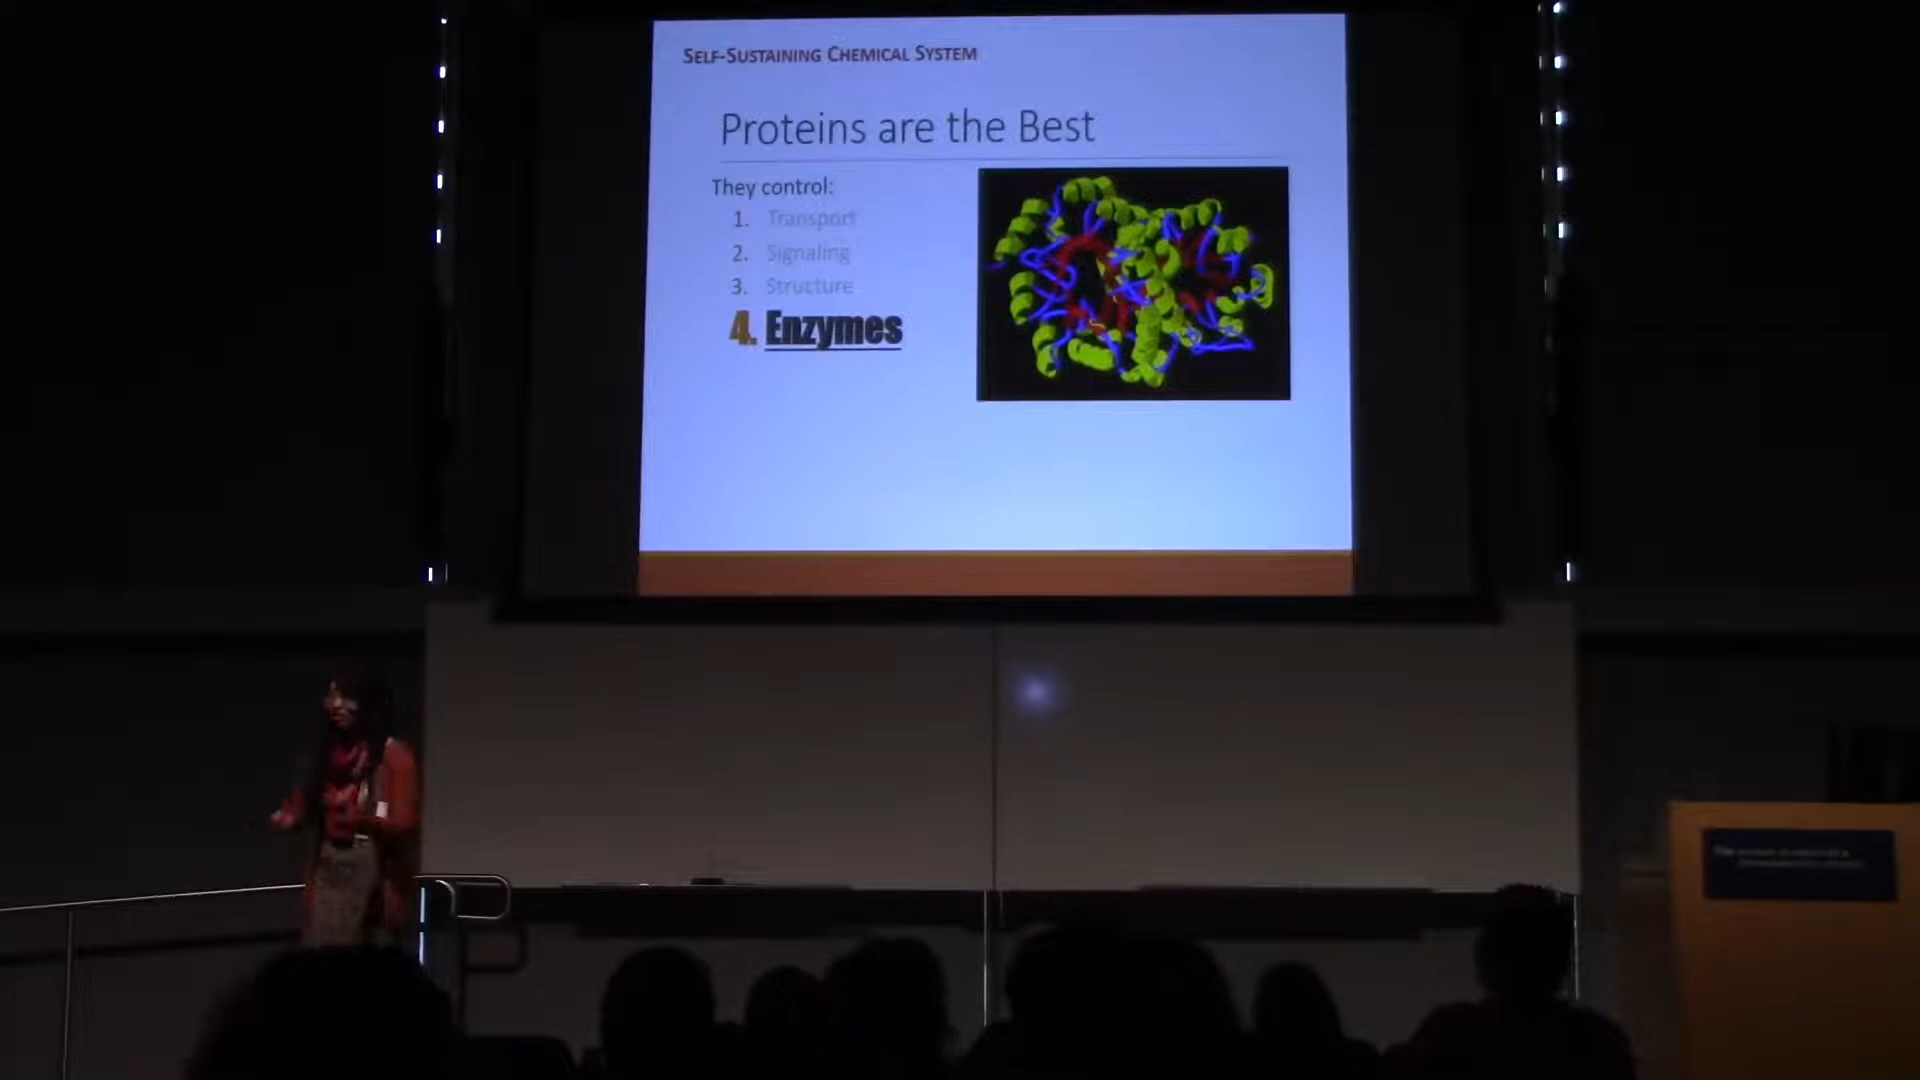 SELF-SUSTAINING CHEMICAL SYSTEM
Proteins are the Best
They control:
1. Transport
2. Signaling
3. Structure
4. Enzymes